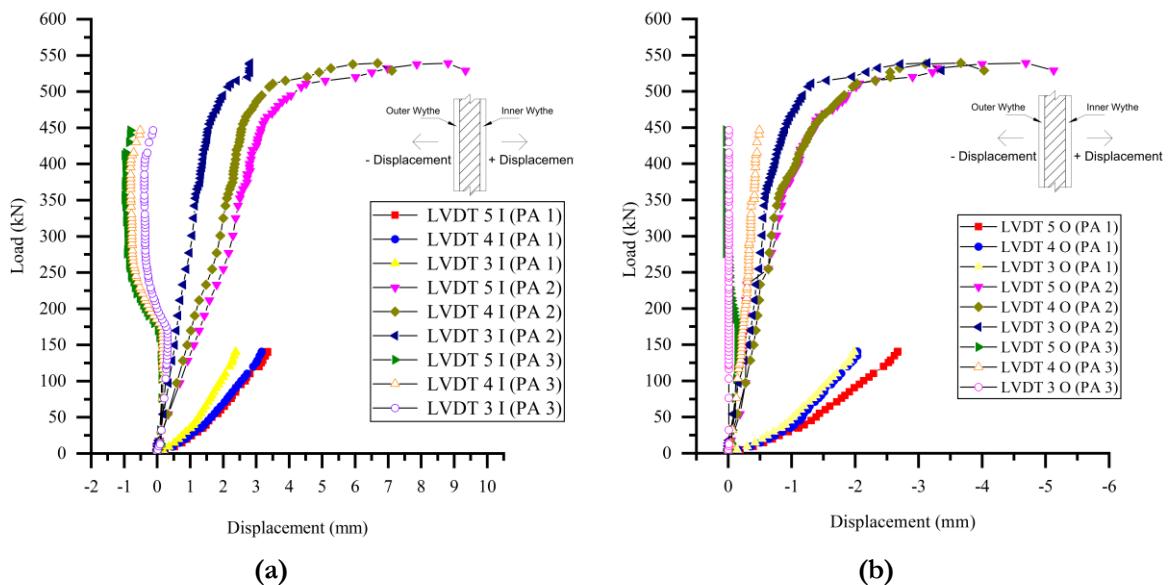 600
550
500
450
400
350
300
250
200
150
100
50
0
Load (kN)
-2 -1 0 1 2 3 4 5 6 7 8 9 10
Displacement (mm)
Outer Wythe
Inner Wythe
- Displacement
+ Displacemen
LVDT 5 I (PA 1)
LVDT 4 I (PA 1)
LVDT 3 I (PA 1)
LVDT 5 I (PA 2)
LVDT 4 I (PA 2)
LVDT 3 I (PA 2)
LVDT 5 I (PA 3)
LVDT 4 I (PA 3)
LVDT 3 I (PA 3)
(a)
600
550
500
450
400
350
300
250
200
150
100
50
0
Load (kN)
0 -1 -2 -3 -4 -5 -6
Displacement (mm)
Outer Wythe
Inner Wythe
- Displacement
+ Displacement
LVDT 5 O (PA 1)
LVDT 4 O (PA 1)
LVDT 3 O (PA 1)
LVDT 5 O (PA 2)
LVDT 4 O (PA 2)
LVDT 3 O (PA 2)
LVDT 5 O (PA 3)
LVDT 4 O (PA 3)
LVDT 3 O (PA 3)
(b)